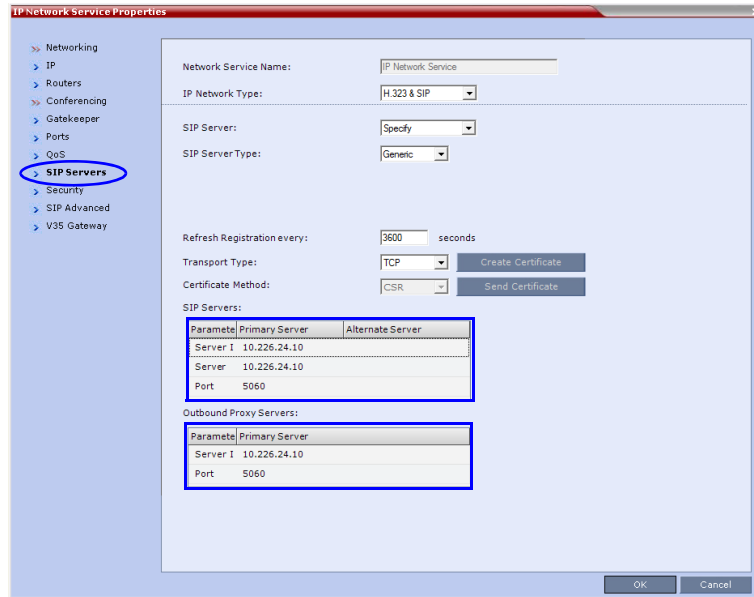 IP Network Service Properties
Networking
IP
Routers
Conferencing
Gatekeeper
Ports
QoS
SIP Servers
Security
SIP Advanced
V35 Gateway
Network Service Name: IP Network Service
IP Network Type: H.323 & SIP
SIP Server: Specify
SIP Server Type: Generic
Refresh Registration every: 3600 seconds
Transport Type: TCP Create Certificate
Certificate Method: CSR Send Certificate
SIP Servers:
Paramete Primary Server Alternate Server
Server I 10.226.24.10
Server 10.226.24.10
Port 5060
Outbound Proxy Servers:
Paramete Primary Server
Server I 10.226.24.10
Port 5060
OK Cancel